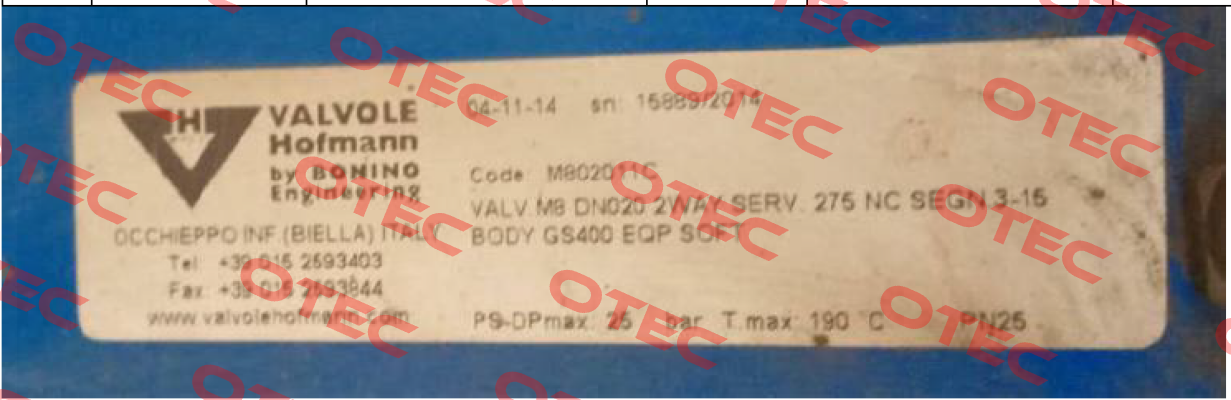 VH
VALVOLE
Hofmann
by BONINO
Engineering
OCCHIEPPO INF.(BIELLA) ITALY
Tel: +39 015 2593403
Fax: +39 015 2593844
www.valvolehofmann.com
04-11-14 sn: 15889/2014
Code: M802011C
VALV.M8 DN020 2WAY SERV. 275 NC SEGN.3-15
BODY GS400 EQP SOFT
PS-DPmax: 25 bar T.max: 190 C PN25
OTEC